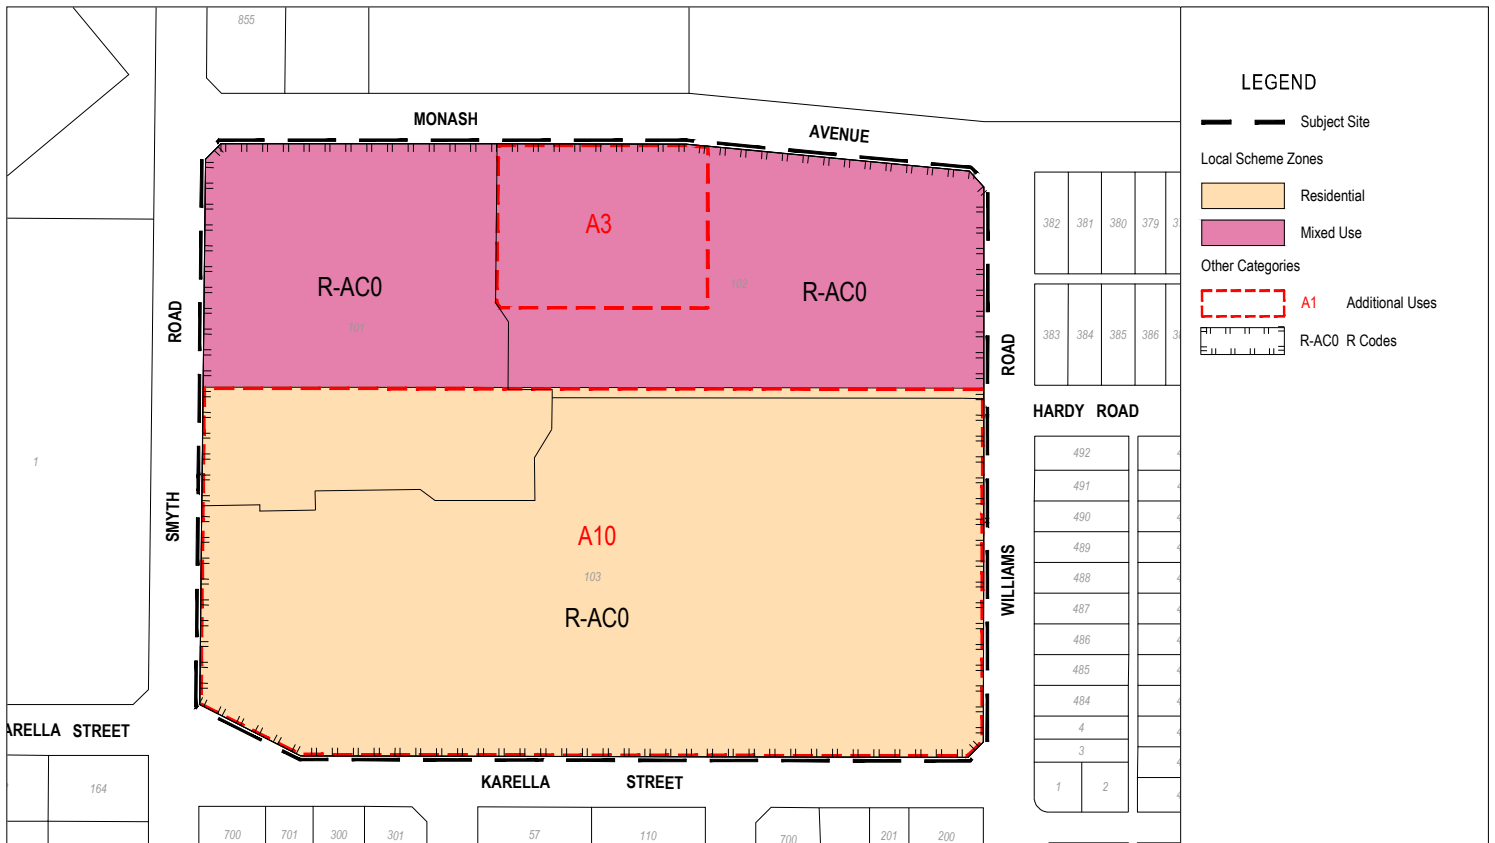 855
MONASH
AVENUE
LEGEND
Subject Site
Local Scheme Zones
Residential
Mixed Use
Other Categories
A1 Additional Uses
R-AC0 R Codes
A3
R-AC0
101
102
R-AC0
382 381 380 379
383 384 385 386
ROAD
ROAD
HARDY ROAD
1
SMYTH
A10
103
R-AC0
WILLIAMS
492
491
490
489
488
487
486
485
484
4
3
1 2
ARELLA STREET
KARELLA STREET
164
700 701 300 301
57 110
700 201 200